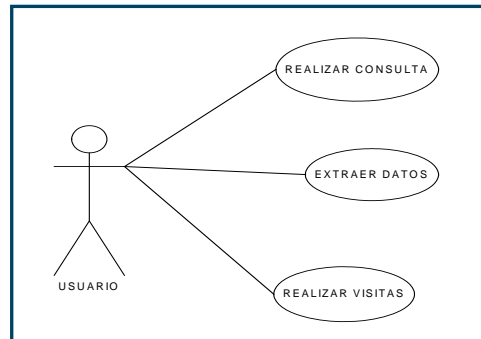 REALIZAR CONSULTA
EXTRAER DATOS
USUARIO
REALIZAR VISITAS